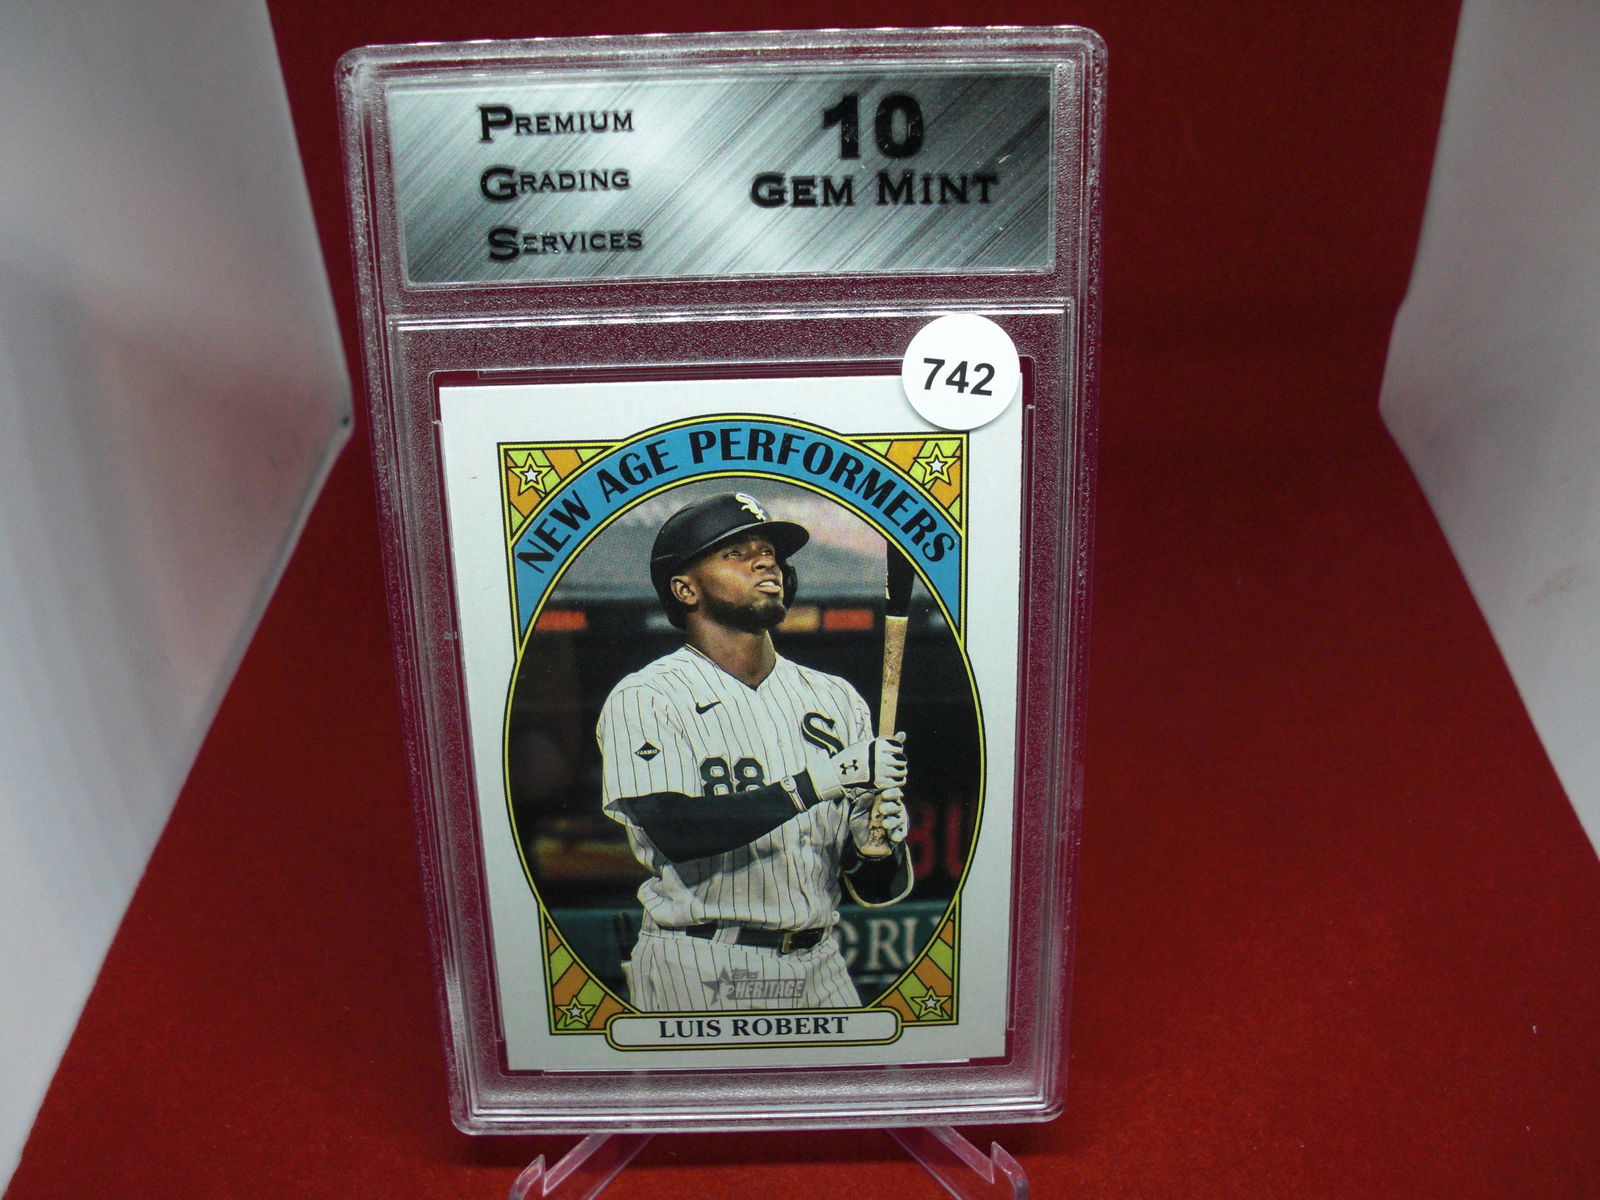 PREMIUM
GRADING
SERVICES
10
GEM MINT
742
NEW AGE PERFORMERS
88
TOPPS
HERITAGE
LUIS ROBERT